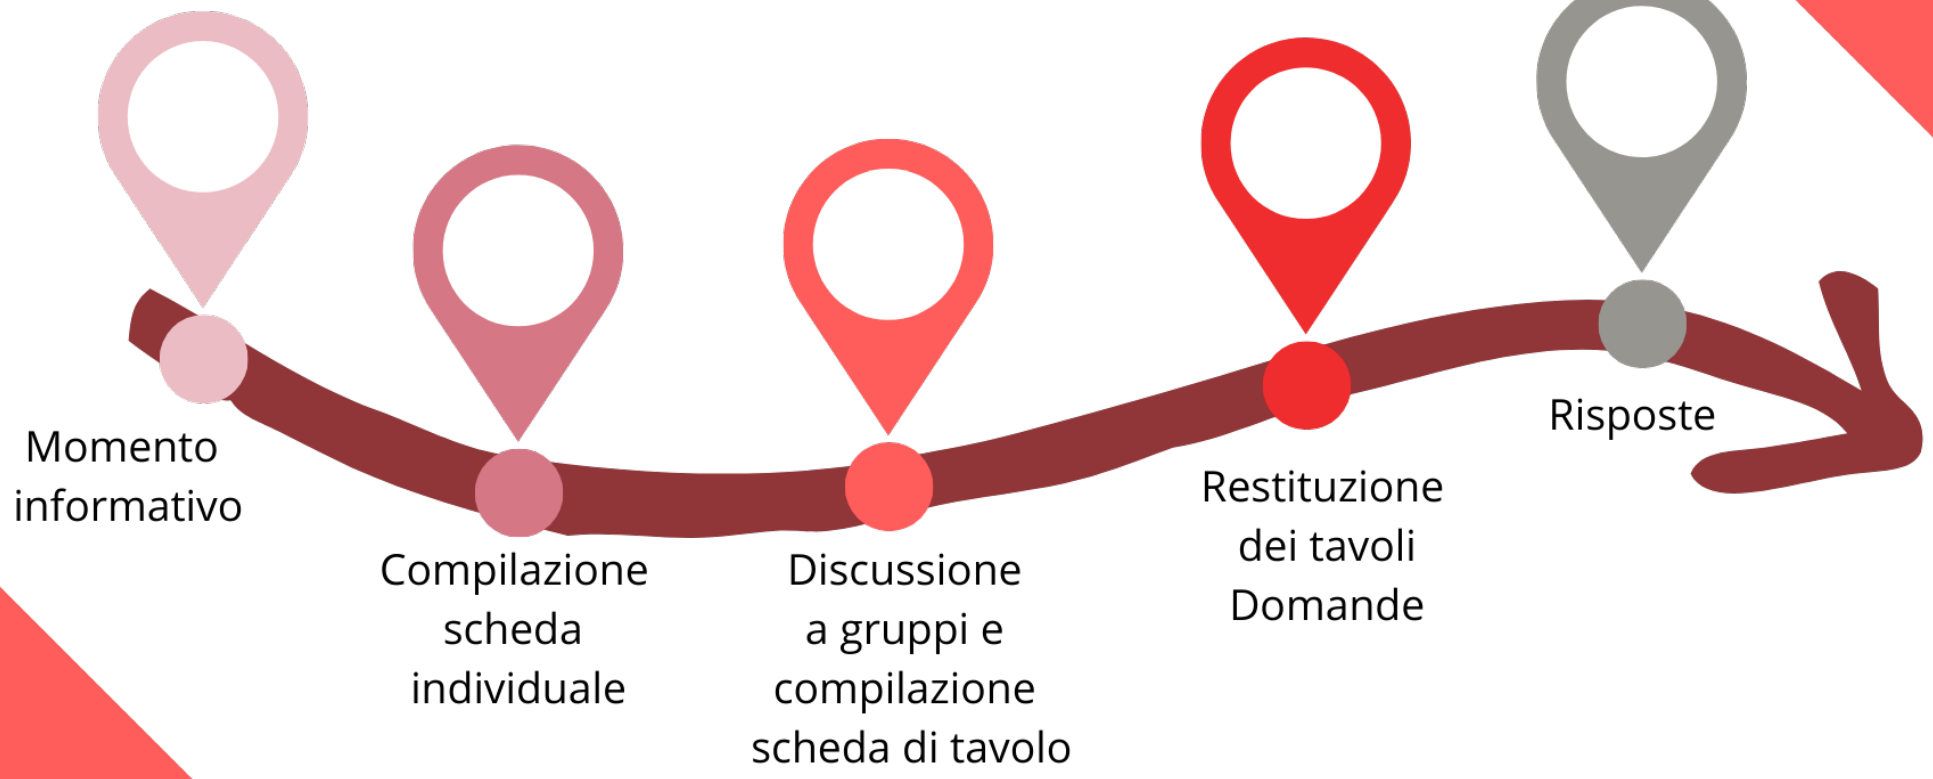 Momento
informativo
Compilazione
scheda
individuale
Discussione
a gruppi e
compilazione
scheda di tavolo
Restituzione
dei tavoli
Domande
Risposte